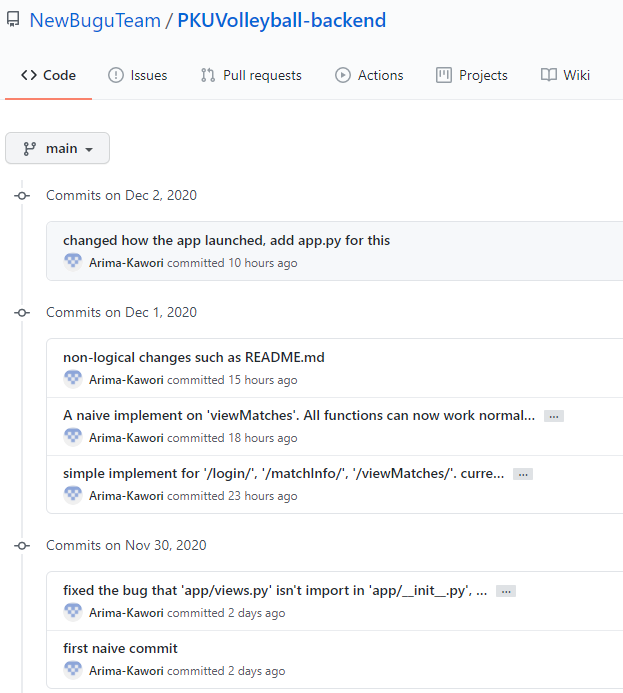 NewBuguTeam / PKUVolleyball-backend
Code Issues Pull requests Actions Projects Wiki
main
Commits on Dec 2, 2020
changed how the app launched, add app.py for this
Arima-Kawori committed 10 hours ago
Commits on Dec 1, 2020
non-logical changes such as README.md
Arima-Kawori committed 15 hours ago
A naive implement on 'viewMatches'. All functions can now work normal... ...
Arima-Kawori committed 18 hours ago
simple implement for '/login/', '/matchInfo/', '/viewMatches/'. curre... ...
Arima-Kawori committed 23 hours ago
Commits on Nov 30, 2020
fixed the bug that 'app/views.py' isn't import in 'app/__init__.py', ... ...
Arima-Kawori committed 2 days ago
first naive commit
Arima-Kawori committed 2 days ago